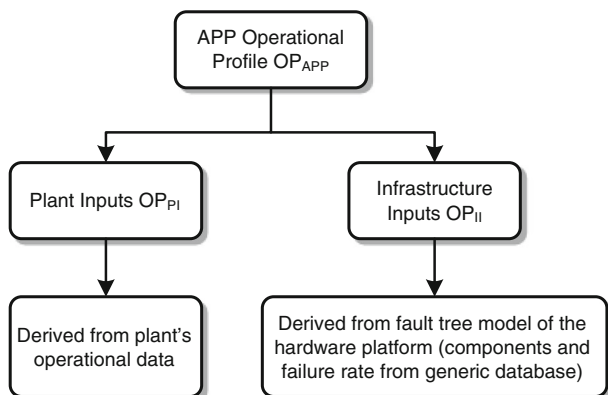 APP Operational
Profile OPAPP
Plant Inputs OPPI
Infrastructure
Inputs OPII
Derived from plant's
operational data
Derived from fault tree model of the
hardware platform (components and
failure rate from generic database)